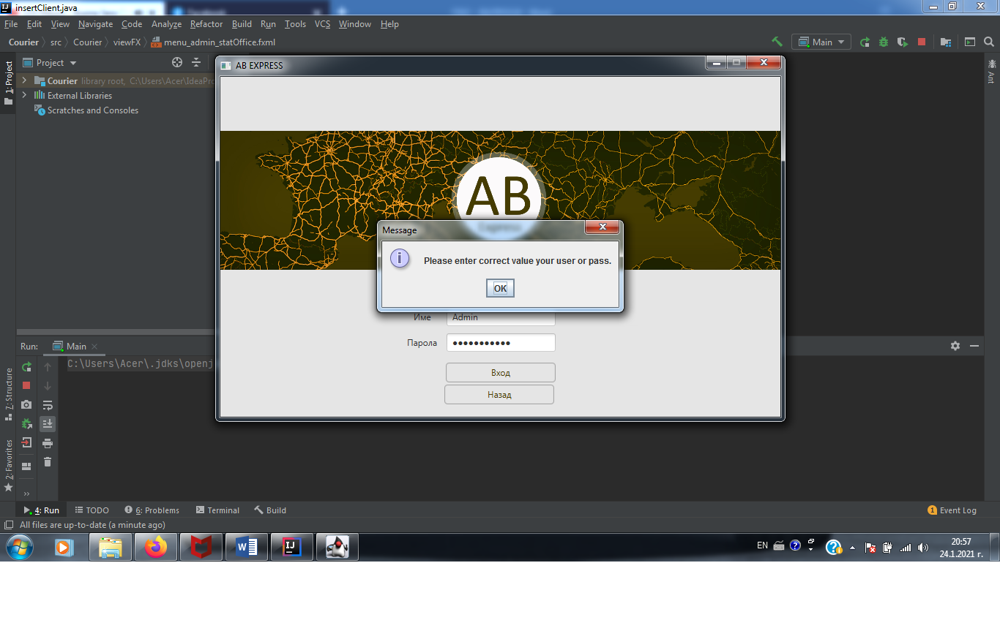 insertClient.java
File Edit View Navigate Code Analyze Refactor Build Run Tools VCS Window Help
Courier src Courier viewFX menu_admin_statOffice.fxml
Main
1: Project
Project
Courier library root, C:\Users\Acer\IdeaPro
External Libraries
Scratches and Consoles
Ant
AB EXPRESS
AB
Express
Message
Please enter correct value your user or pass.
OK
Име Admin
Парола ●●●●●●●●●●●
Вход
Назад
Run: Main
C:\Users\Acer\.jdks\openj
7: Structure
2: Favorites
4: Run TODO 6: Problems Terminal Build
1 Event Log
All files are up-to-date (a minute ago)
EN
20:57
24.1.2021 г.